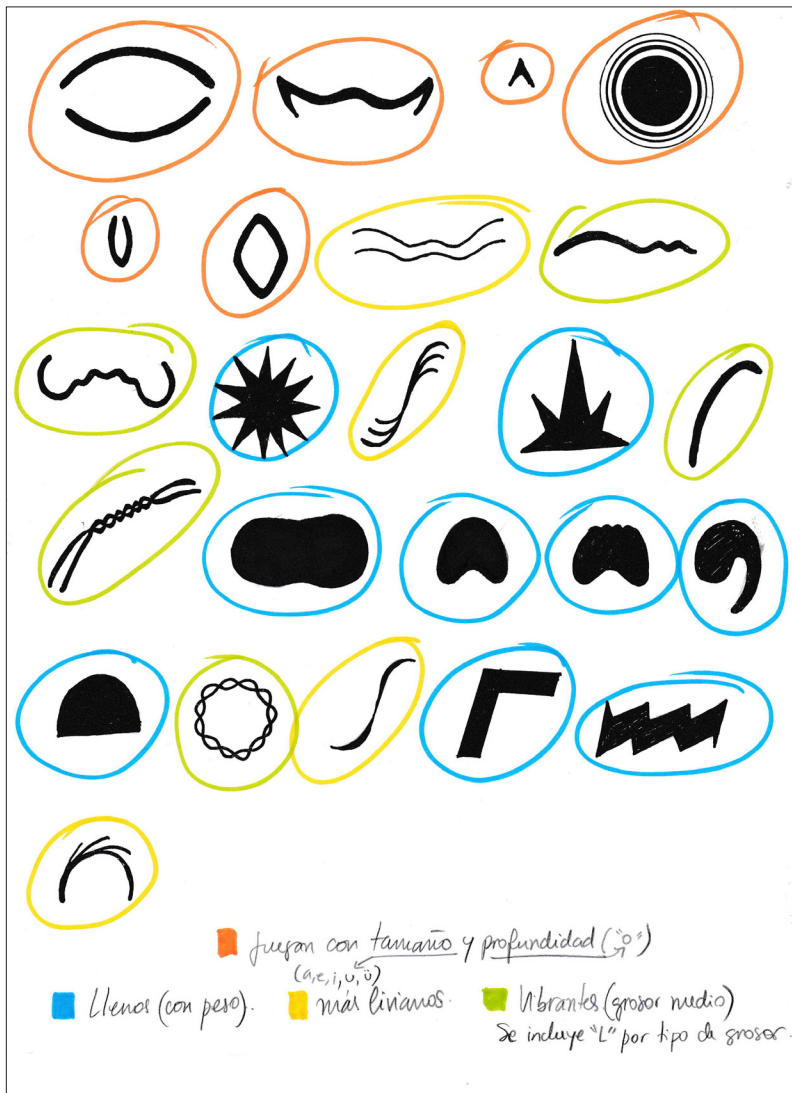 Juegan con tamaño y profundidad ("o")
(a,e,i,u,ü)
Llenos (con peso).
más livianos.
Vibrantes (grosor medio)
Se incluye "L" por tipo de grosor.